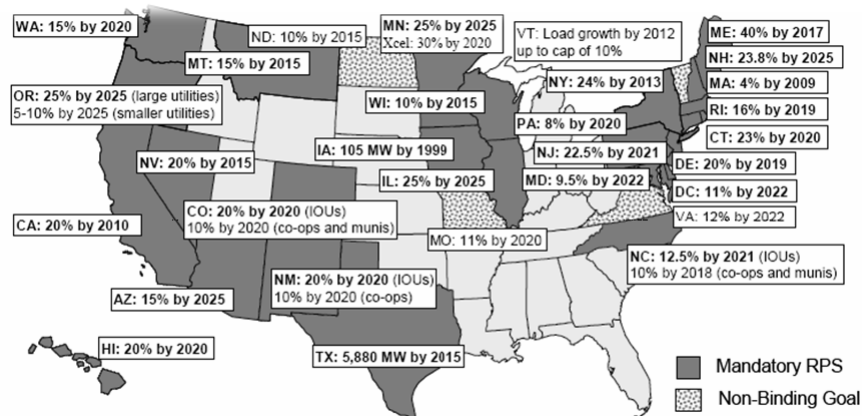 WA: 15% by 2020
ND: 10% by 2015
MN: 25% by 2025
Xcel: 30% by 2020
VT: Load growth by 2012
up to cap of 10%
ME: 40% by 2017
NH: 23.8% by 2025
MT: 15% by 2015
NY: 24% by 2013
MA: 4% by 2009
OR: 25% by 2025 (large utilities)
5-10% by 2025 (smaller utilities)
WI: 10% by 2015
RI: 16% by 2019
PA: 8% by 2020
CT: 23% by 2020
IA: 105 MW by 1999
NJ: 22.5% by 2021
NV: 20% by 2015
DE: 20% by 2019
IL: 25% by 2025
MD: 9.5% by 2022
DC: 11% by 2022
CO: 20% by 2020 (IOUs)
10% by 2020 (co-ops and munis)
VA: 12% by 2022
CA: 20% by 2010
MO: 11% by 2020
NC: 12.5% by 2021 (IOUs)
10% by 2018 (co-ops and munis)
NM: 20% by 2020 (IOUs)
10% by 2020 (co-ops)
AZ: 15% by 2025
HI: 20% by 2020
TX: 5,880 MW by 2015
Mandatory RPS
Non-Binding Goal